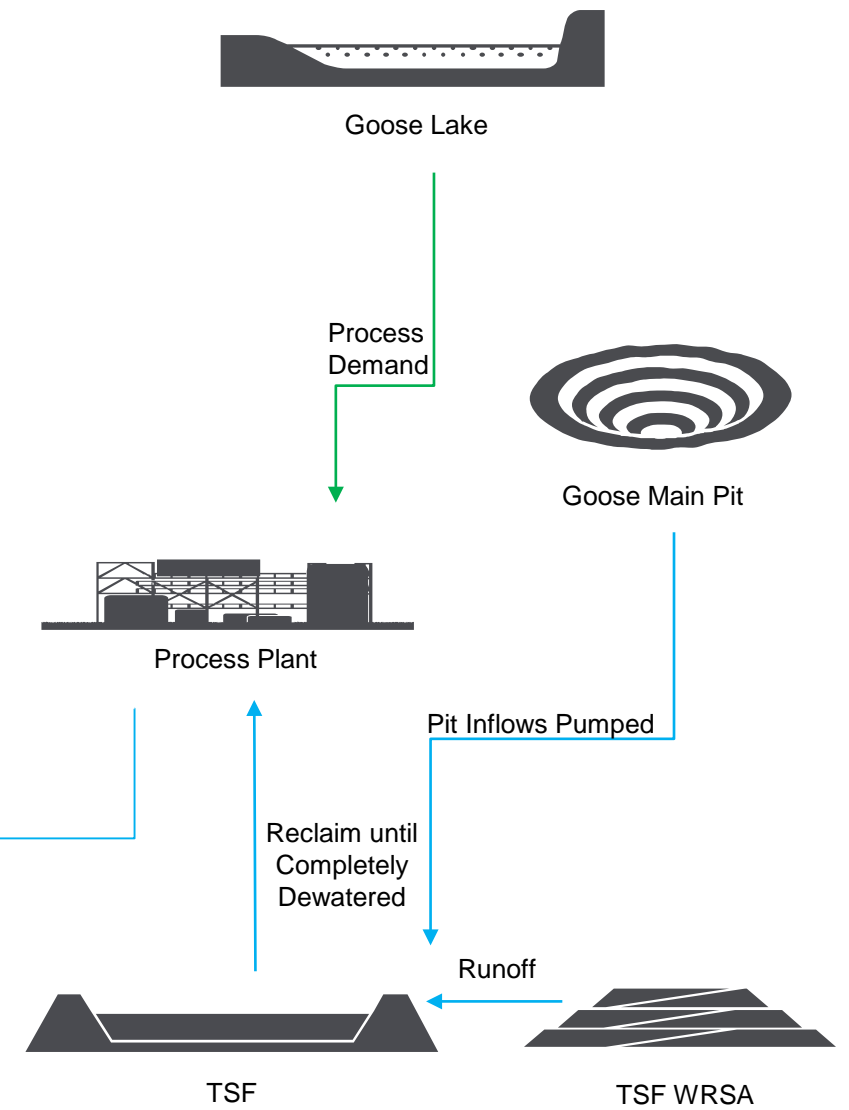 Goose Lake
Process
Demand
Goose Main Pit
Process Plant
Pit Inflows Pumped
Reclaim until
Completely
Dewatered
Runoff
TSF
TSF WRSA